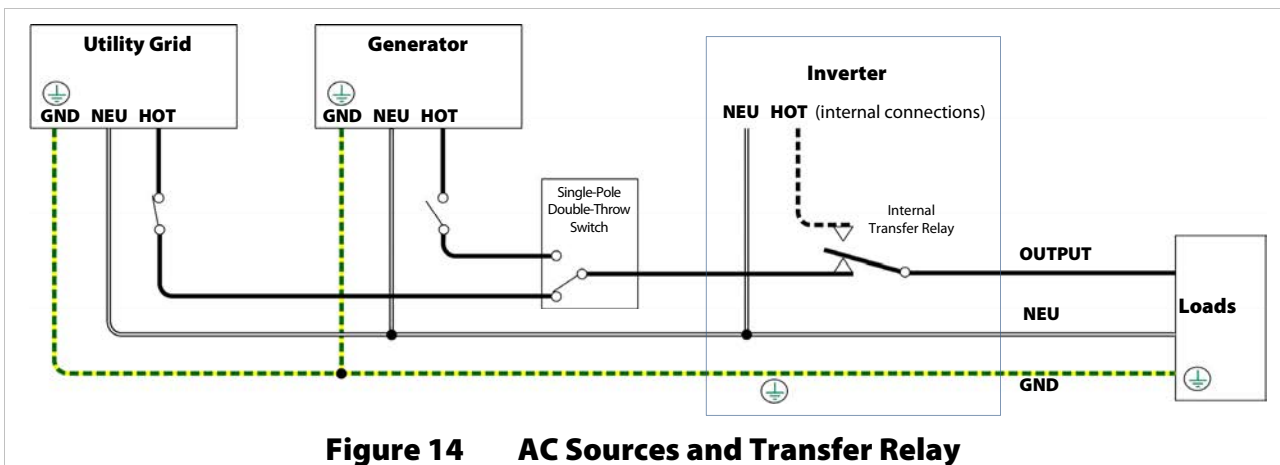 Utility Grid
GND NEU HOT
Generator
GND NEU HOT
Inverter
NEU HOT (internal connections)
Single-Pole
Double-Throw
Switch
Internal
Transfer Relay
OUTPUT
NEU
GND
Loads
Figure 14 AC Sources and Transfer Relay